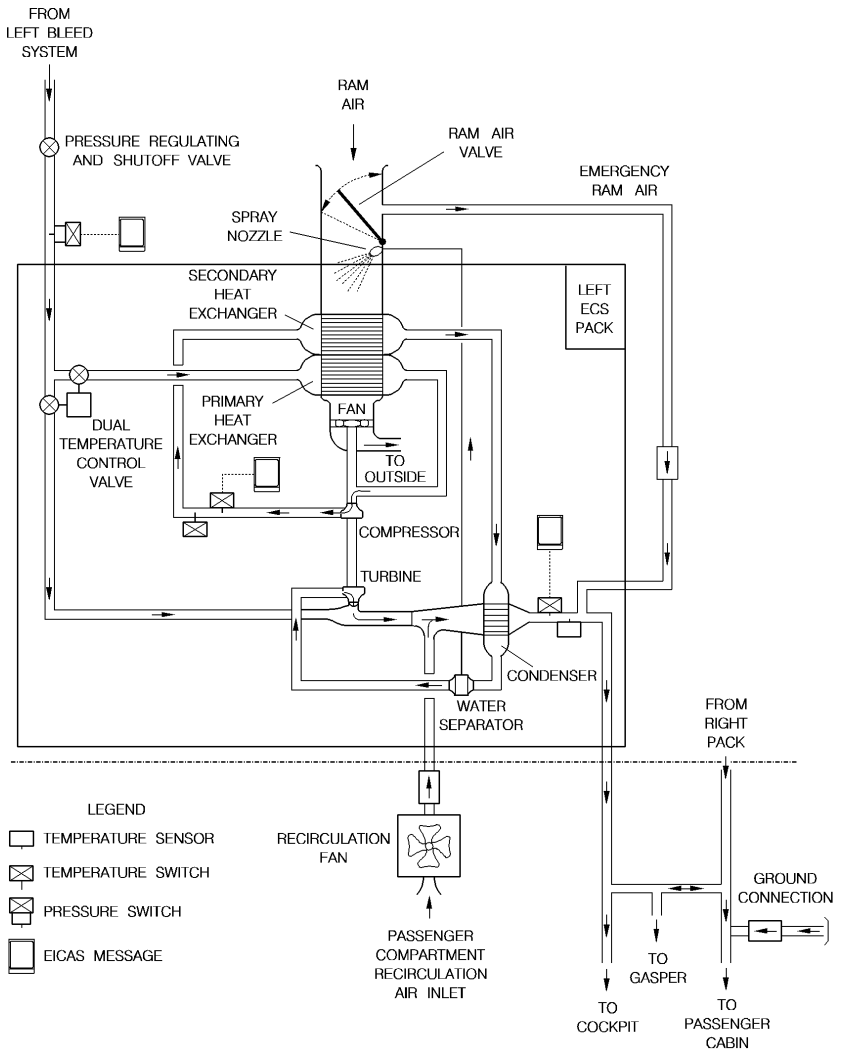 FROM
LEFT BLEED
SYSTEM
RAM
AIR
PRESSURE REGULATING
AND SHUTOFF VALVE
RAM AIR
VALVE
EMERGENCY
RAM AIR
SPRAY
NOZZLE
SECONDARY
HEAT
EXCHANGER
LEFT
ECS
PACK
PRIMARY
HEAT
EXCHANGER
FAN
DUAL
TEMPERATURE
CONTROL
VALVE
TO
OUTSIDE
COMPRESSOR
TURBINE
CONDENSER
WATER
SEPARATOR
FROM
RIGHT
PACK
LEGEND
TEMPERATURE SENSOR
TEMPERATURE SWITCH
PRESSURE SWITCH
EICAS MESSAGE
RECIRCULATION
FAN
PASSENGER
COMPARTMENT
RECIRCULATION
AIR INLET
GROUND
CONNECTION
TO
GASPER
TO
COCKPIT
TO
PASSENGER
CABIN